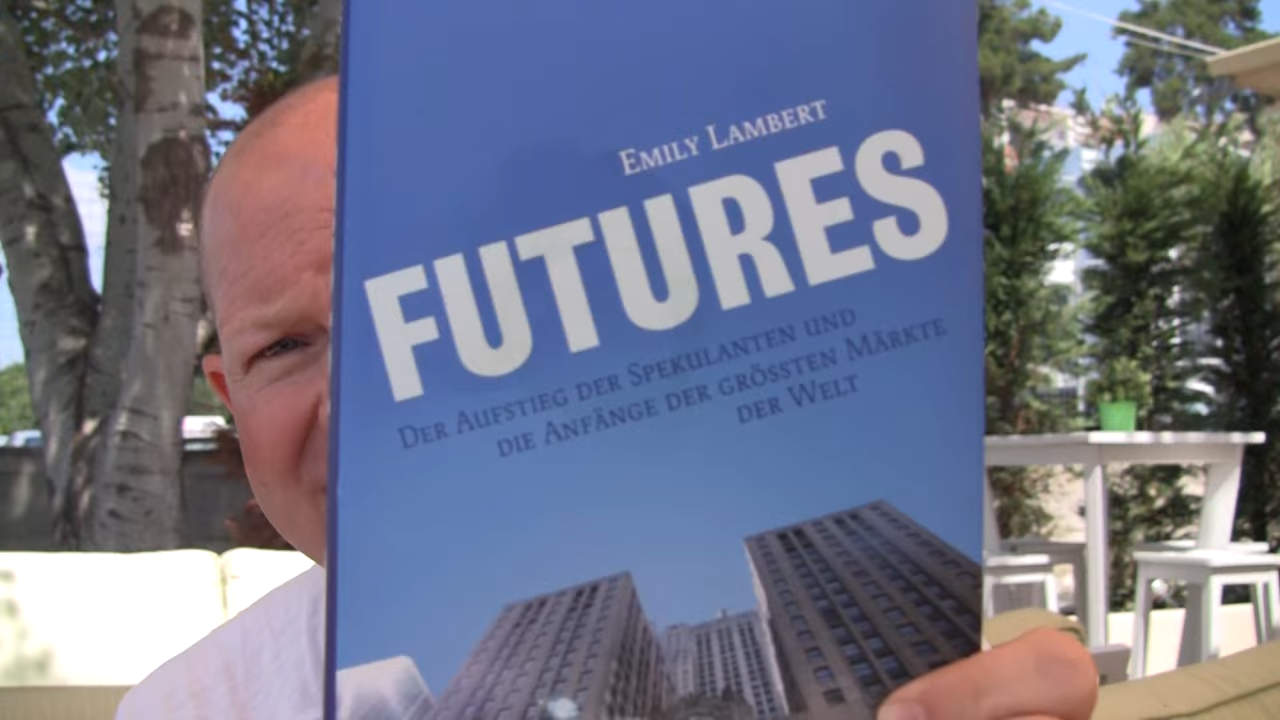 EMILY LAMBERT
FUTURES
DER AUFSTIEG DER SPEKULANTEN UND
DIE ANFÄNGE DER GRÖSSTEN MÄRKTE
DER WELT